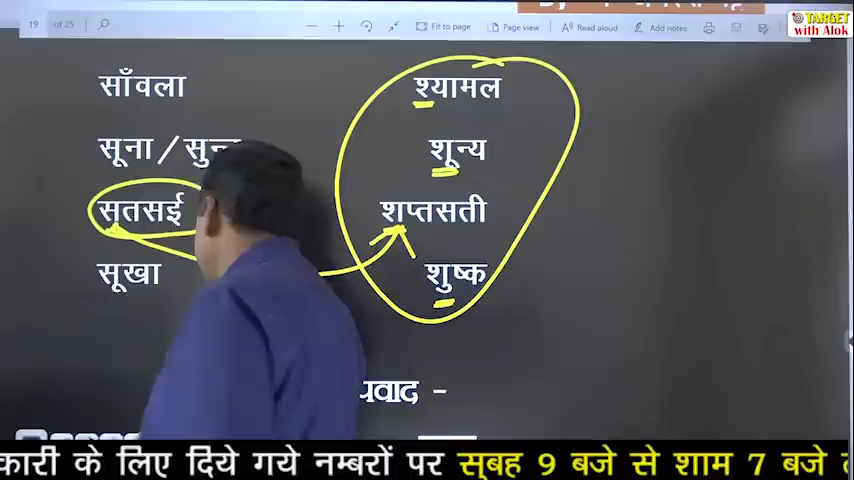 TARGET
with Alok
19 of 25
Fit to page
Page view
Read aloud
Add notes
साँवला श्यामल
सूना / शून्य
सतसई शप्तसती
सूखा शुष्क
–
कारी के लिए दिये गये नम्बरों पर सुबह 9 बजे से शाम 7 बजे